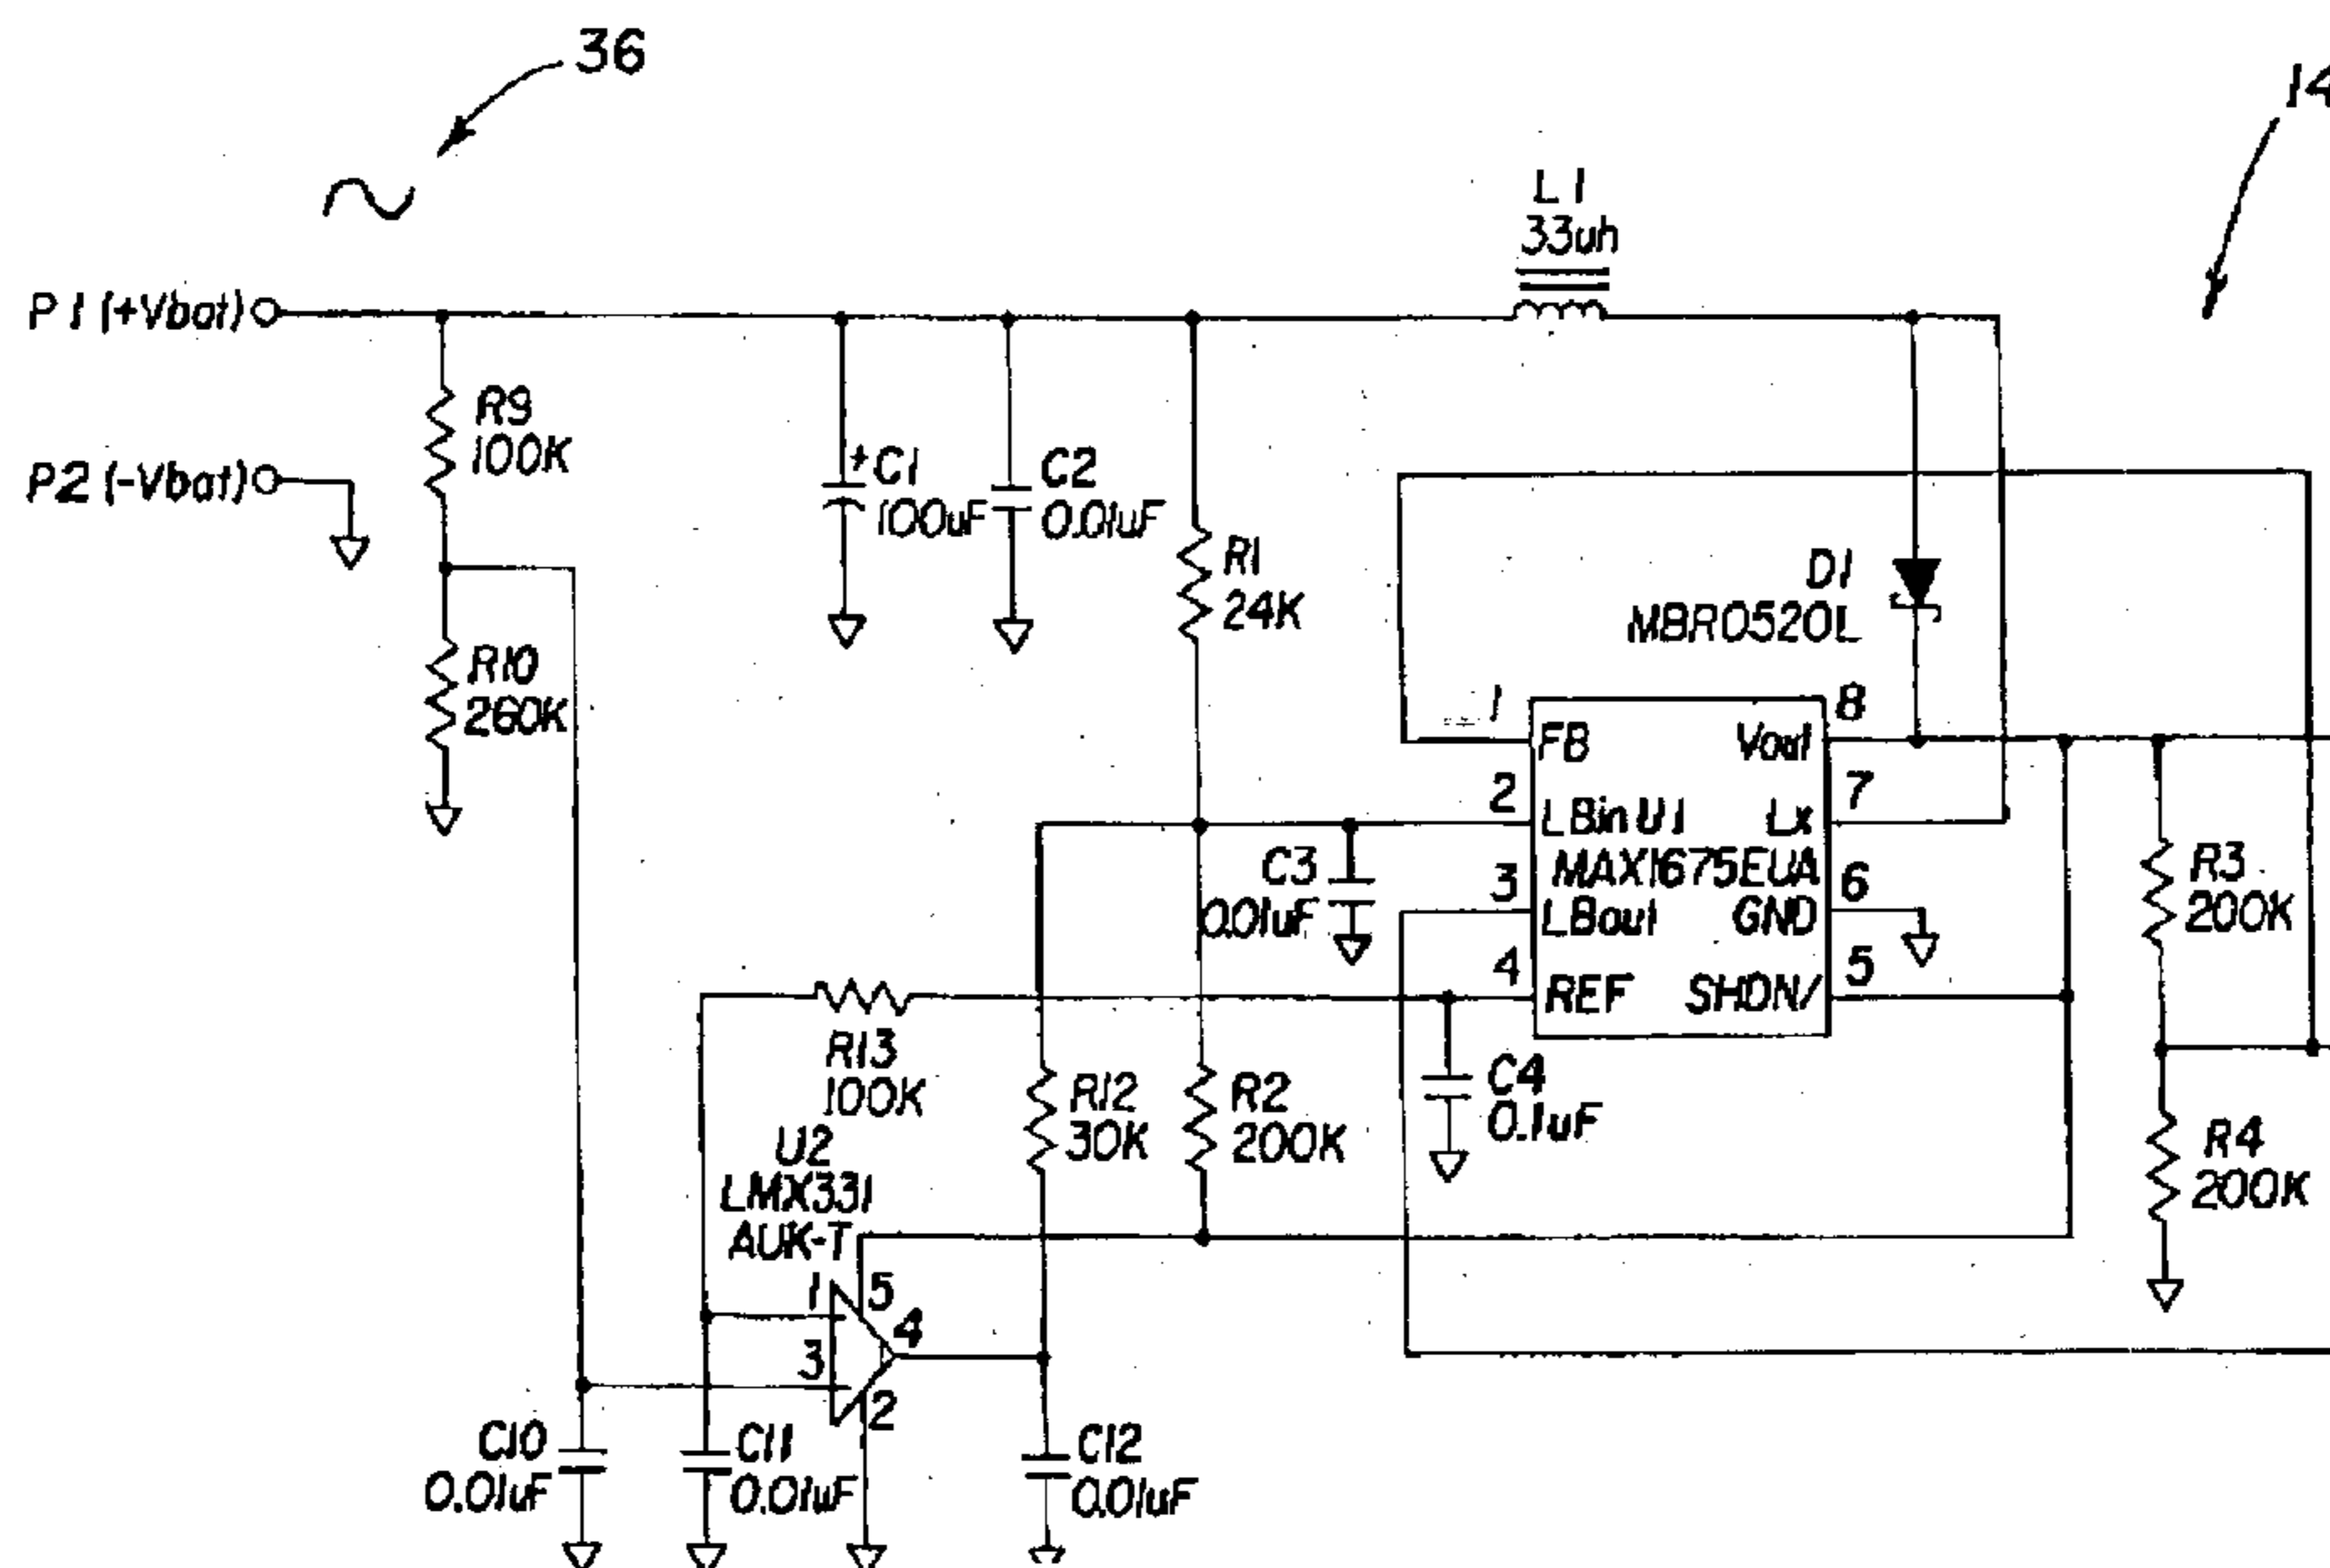 36
14
L1
33uh
P1 (+Vbat)
R9
100K
P2 (-Vbat)
+C1
100uF
C2
0.01uF
R1
24K
D1
MBR0520L
R10
260K
1
8
FB
Vout
2
7
LBin U1
Lx
MAX1675EUA
C3
0.01uF
3
6
LBout
GND
R3
200K
4
5
REF
SHDN/
R13
100K
R12
30K
R2
200K
C4
0.1uF
R4
200K
U2
LMX331
AUK-T
1
5
4
3
2
C10
0.01uF
C11
0.01uF
C12
0.01uF